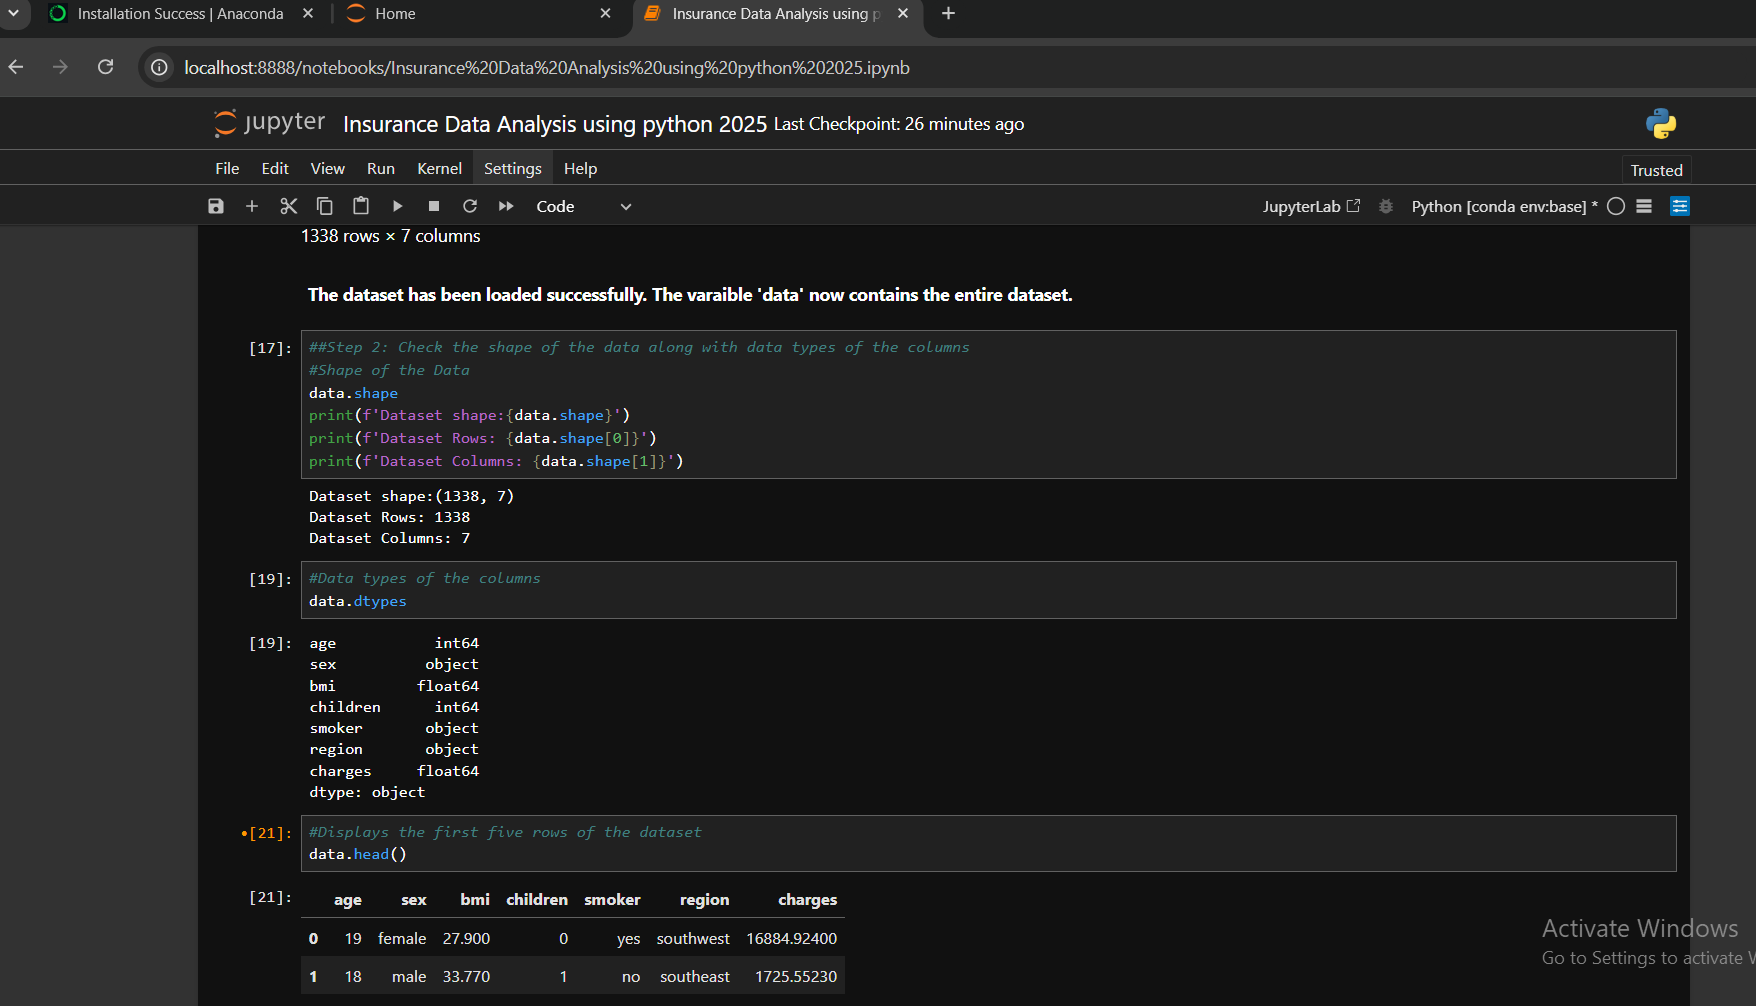 Installation Success | Anaconda
Home
Insurance Data Analysis using p
localhost:8888/notebooks/Insurance%20Data%20Analysis%20using%20python%202025.ipynb
jupyter Insurance Data Analysis using python 2025 Last Checkpoint: 26 minutes ago
File Edit View Run Kernel Settings Help
Trusted
Code JupyterLab Python [conda env:base] *
1338 rows × 7 columns
The dataset has been loaded successfully. The varaible 'data' now contains the entire dataset.
[17]: ##Step 2: Check the shape of the data along with data types of the columns
#Shape of the Data
data.shape
print(f'Dataset shape:{data.shape}')
print(f'Dataset Rows: {data.shape[0]}')
print(f'Dataset Columns: {data.shape[1]}')
Dataset shape:(1338, 7)
Dataset Rows: 1338
Dataset Columns: 7
[19]: #Data types of the columns
data.dtypes
[19]: age int64
sex object
bmi float64
children int64
smoker object
region object
charges float64
dtype: object
•[21]: #Displays the first five rows of the dataset
data.head()
[21]: age sex bmi children smoker region charges
0 19 female 27.900 0 yes southwest 16884.92400
1 18 male 33.770 1 no southeast 1725.55230
Activate Windows
Go to Settings to activate W